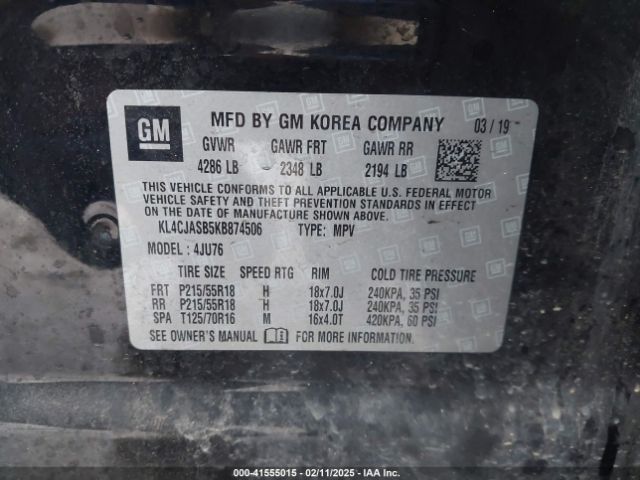 GM
MFD BY GM KOREA COMPANY 03/19
GVWR GAWR FRT GAWR RR
4286 LB 2348 LB 2194 LB
THIS VEHICLE CONFORMS TO ALL APPLICABLE U.S. FEDERAL MOTOR
VEHICLE SAFETY AND THEFT PREVENTION STANDARDS IN EFFECT
ON THE DATE OF MANUFACTURE SHOWN ABOVE.
KL4CJASB5KB874506 TYPE: MPV
MODEL: 4JU76
TIRE SIZE SPEED RTG RIM COLD TIRE PRESSURE
FRT P215/55R18 H 18x7.0J 240KPA, 35 PSI
RR P215/55R18 H 18x7.0J 240KPA, 35 PSI
SPA T125/70R16 M 16x4.0T 420KPA, 60 PSI
SEE OWNER'S MANUAL FOR MORE INFORMATION.
000-41555015 - 02/11/2025 - IAA Inc.